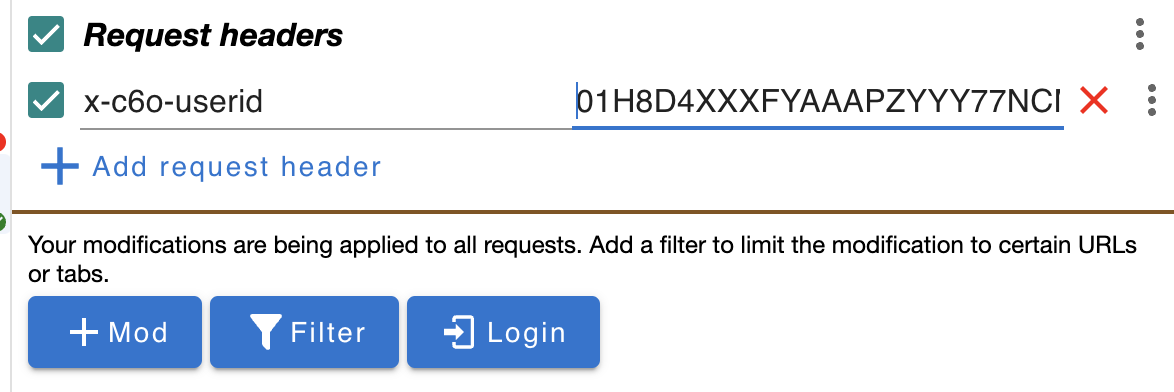 Request headers
x-c6o-userid 01H8D4XXXFYAAAPZYYY77NC
Add request header
Your modifications are being applied to all requests. Add a filter to limit the modification to certain URLs
or tabs.
Mod Filter Login